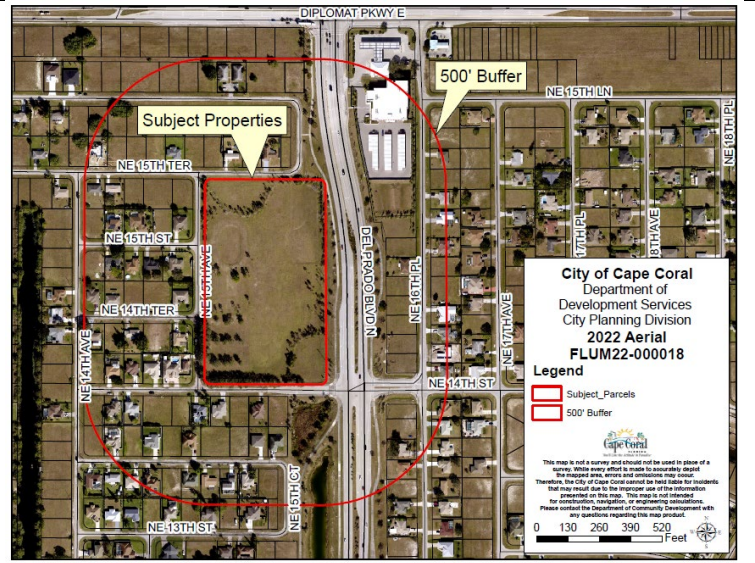 DIPLOMAT PKWY E
500' Buffer
NE 15TH LN
NE 18TH PL
Subject Properties
NE 15TH TER
NE 15TH ST
NE 15TH AVE
NE 14TH TER
NE 14TH AVE
DEL PRADO BLVD N
NE 16TH PL
NE 17TH AVE
17TH PL
8TH AVE
NE 14TH ST
NE 15TH CT
NE 13TH ST
City of Cape Coral
Department of
Development Services
City Planning Division
2022 Aerial
FLUM22-000018
Legend
Subject_Parcels
500' Buffer
Cape Coral
This map is not a survey and should not be used in place of a
survey. While every effort is made to accurately depict
the mapped area, errors and omissions may occur.
Therefore, the City of Cape Coral cannot be held liable for incidents
that may result due to the improper use of the information
presented on this map. This map is not intended
for construction, navigation, or engineering calculations.
Please contact the Department of Community Development with
any questions regarding this map product.
0 130 260 390 520
Feet
N